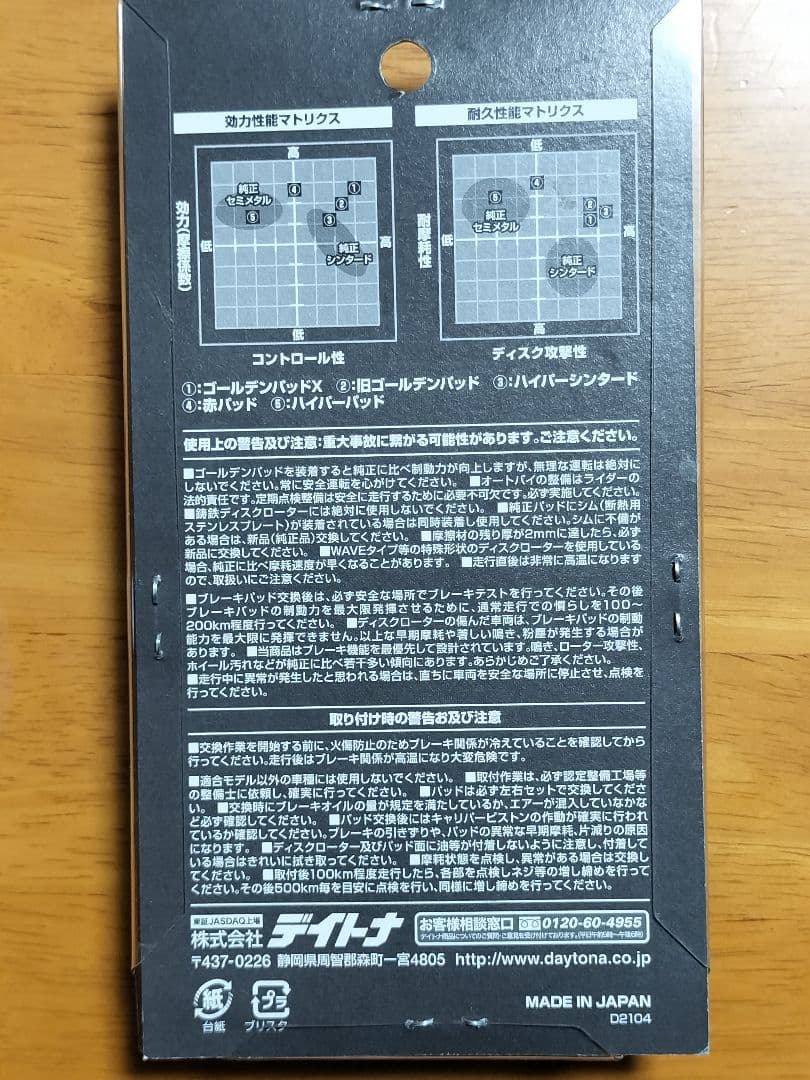 効力性能マトリクス
耐久性能マトリクス
高
高
純正
セミメタル
④
①
②
⑤
③
効力(摩擦係数)
低
高
純正
シンタード
低
コントロール性
④
⑤
純正
セミメタル
②
③
①
耐摩耗性
低
高
純正
シンタード
高
ディスク攻撃性
①:ゴールデンパッドX ②:旧ゴールデンパッド ③:ハイパーシンタード
④:赤パッド ⑤:ハイパーパッド
使用上の警告及び注意:重大事故に繋がる可能性があります。ご注意ください。
■ゴールデンパッドを装着すると純正に比べ制動力が向上しますが、無理な運転は絶対に
しないでください。常に安全運転を心がけてください。 ■オートバイの整備はライダーの
法的責任です。定期点検整備は安全に走行するために必要不可欠です。必ず実施してください。
■鋳鉄ディスクローターには絶対に使用しないでください。 ■純正パッドにシム(断熱用
ステンレスプレート)が装着されている場合は同時装着し使用してください。シムに不備が
ある場合は、新品(純正品)交換してください。 ■摩擦材の残り厚が2mmに達したら、必ず
新品に交換してください。 ■WAVEタイプ等の特殊形状のディスクローターを使用している
場合、純正に比べ摩耗速度が早くなることがあります。 ■走行直後は非常に高温になります
ので、取扱いにご注意ください。
■ブレーキパッド交換後は、必ず安全な場所でブレーキテストを行ってください。その後
ブレーキパッドの制動力を最大限発揮させるために、通常走行での慣らしを100〜
200km程度行ってください。 ■ディスクローターの傷んだ車両は、ブレーキパッドの制動
能力を最大限に発揮できません。以上な早期摩耗や著しい鳴き、粉塵が発生する場合が
あります。 ■当商品はブレーキ機能を最優先して設計されています。鳴き、ローター攻撃性、
ホイール汚れなどが純正に比べ若干多い傾向にあります。あらかじめご了承ください。
■走行中に異常が発生したと思われる場合は、直ちに車両を安全な場所に停止させ、点検を
行ってください。
取り付け時の警告お及び注意
■交換作業を開始する前に、火傷防止のためブレーキ関係が冷えていることを確認してから
行ってください。走行後はブレーキ関係が高温になり大変危険です。
■適合モデル以外の車種には使用しないでください。 ■取付作業は、必ず認定整備工場等
の整備士に依頼し、確実に行ってください。 ■パッドは必ず左右セットで交換してくださ
い。 ■交換時にブレーキオイルの量が規定を満たしているか、エアーが混入していなかな
ど必ず確認してください。 ■パッド交換後にはキャリパーピストンの作動が確実に行われ
ているか確認してください。ブレーキの引きずりや、パッドの異常な早期摩耗、片減りの原因
になります。 ■ディスクローター及びパッド面に油等が付着しないように注意し、付着して
いる場合はきれいに拭き取ってください。 ■摩耗状態を点検し、異常がある場合は交換し
てください。 ■取付後100km程度走行したら、各部を点検しネジ等の増し締めを行ってく
ださい。その後500km毎を目安に点検を行い、同様に増し締めを行ってください。
東証JASDAQ上場
株式会社 デイトナ
お客様相談窓口 0120-60-4955
デイトナ商品についてのご質問・ご意見を受け付けております。(平日午前9時〜午後6時)
〒437-0226 静岡県周智郡森町一宮4805 http://www.daytona.co.jp
紙
台紙
プラ
ブリスタ
MADE IN JAPAN
D2104